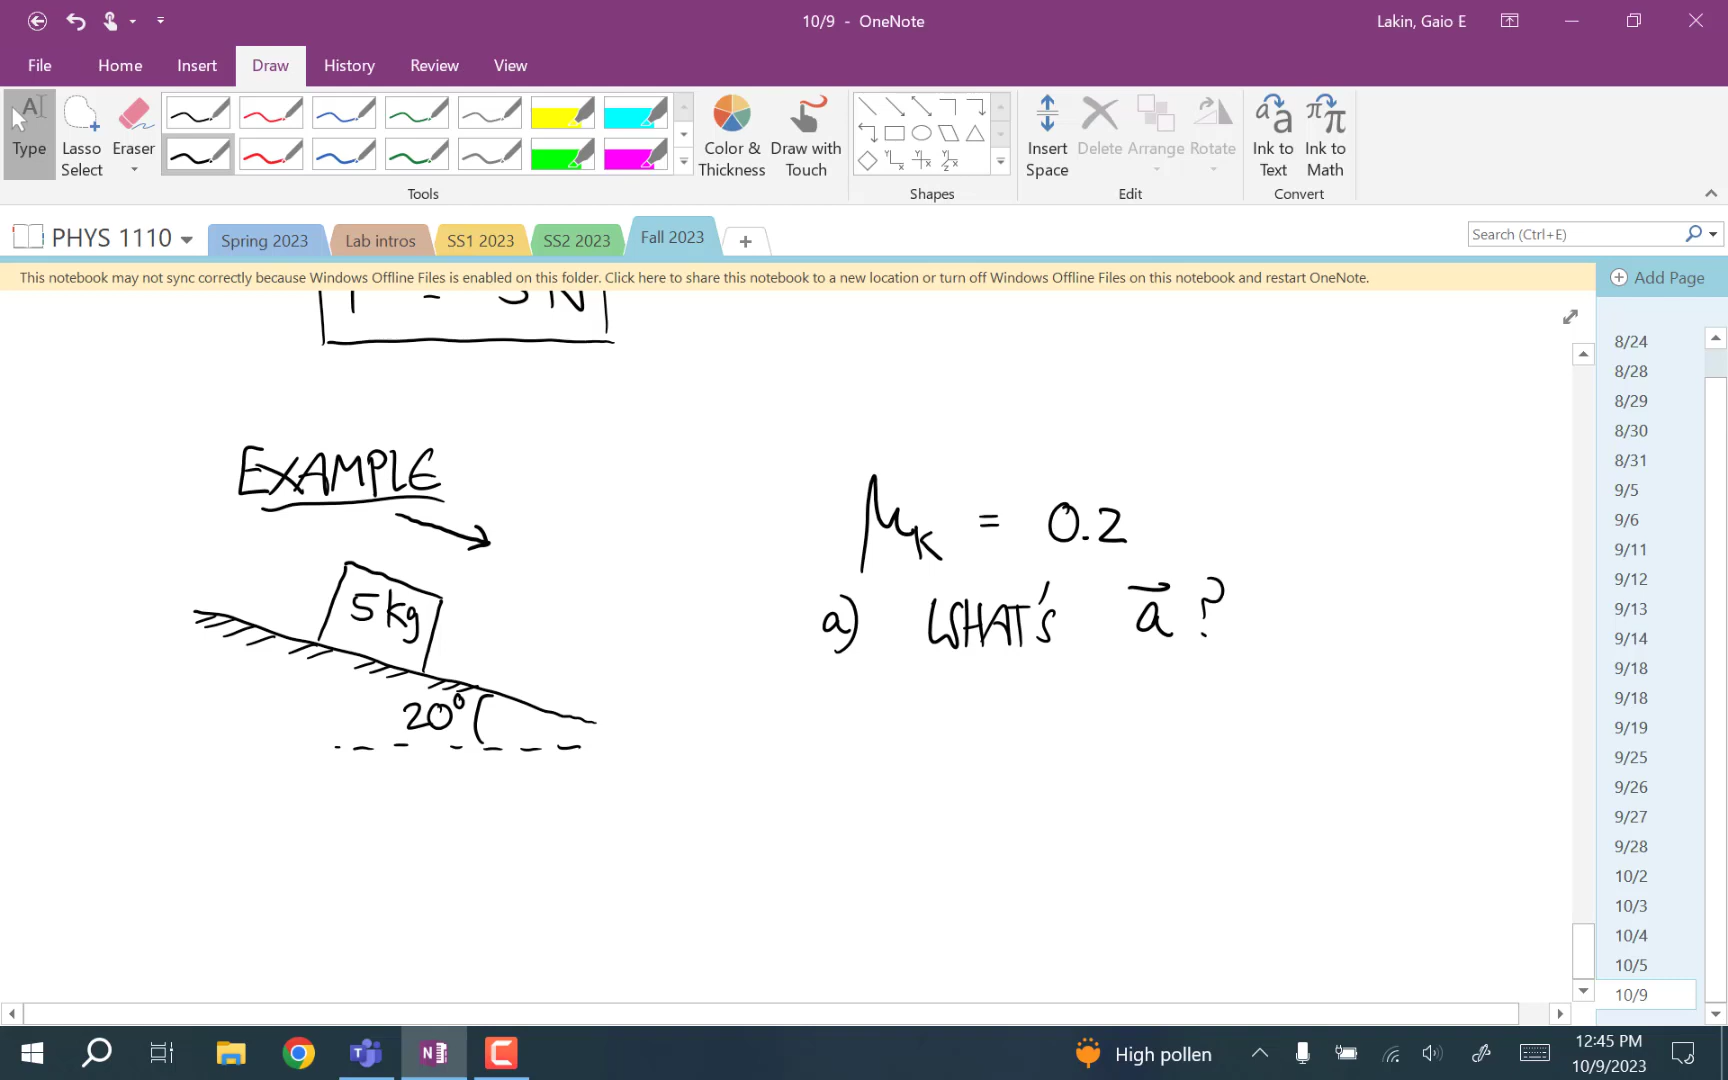 10/9 - OneNote
Lakin, Gaio E
File Home Insert Draw History Review View
Type
Lasso Select
Eraser
Color & Thickness
Draw with Touch
Insert Space
Delete
Arrange
Rotate
Ink to Text
Ink to Math
Tools
Shapes
Edit
Convert
PHYS 1110
Spring 2023
Lab intros
SS1 2023
SS2 2023
Fall 2023
Search (Ctrl+E)
This notebook may not sync correctly because Windows Offline Files is enabled on this folder. Click here to share this notebook to a new location or turn off Windows Offline Files on this notebook and restart OneNote.
Add Page
EXAMPLE
5 kg
20°
μK = 0.2
a) WHAT'S a⃗ ?
8/24
8/28
8/29
8/30
8/31
9/5
9/6
9/11
9/12
9/13
9/14
9/18
9/18
9/19
9/25
9/26
9/27
9/28
10/2
10/3
10/4
10/5
10/9
High pollen
12:45 PM
10/9/2023